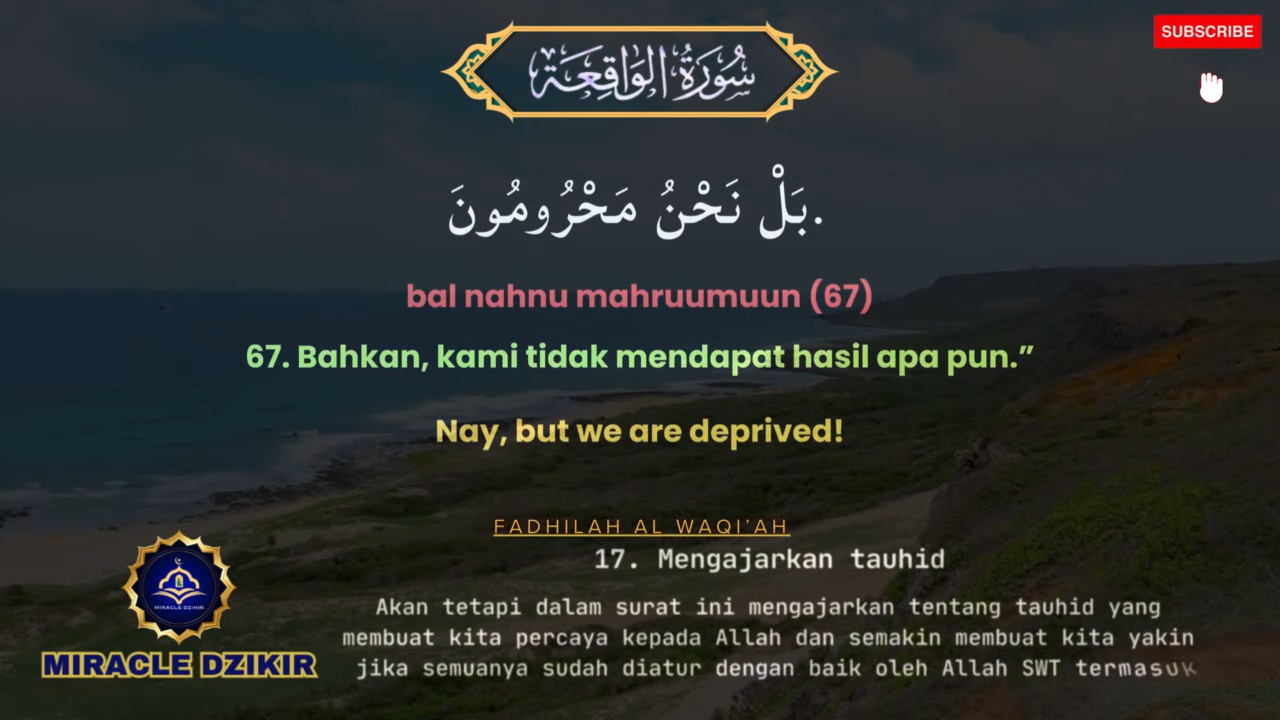 سُورَةُ الوَاقِعَة
SUBSCRIBE
بَلْ نَحْنُ مَحْرُومُونَ.
bal nahnu mahruumuun (67)
67. Bahkan, kami tidak mendapat hasil apa pun.”
Nay, but we are deprived!
FADHILAH AL WAQI’AH
17. Mengajarkan tauhid
Akan tetapi dalam surat ini mengajarkan tentang tauhid yang
membuat kita percaya kepada Allah dan semakin membuat kita yakin
jika semuanya sudah diatur dengan baik oleh Allah SWT termasuk
MIRACLE DZIKIR
MIRACLE DZIKIR